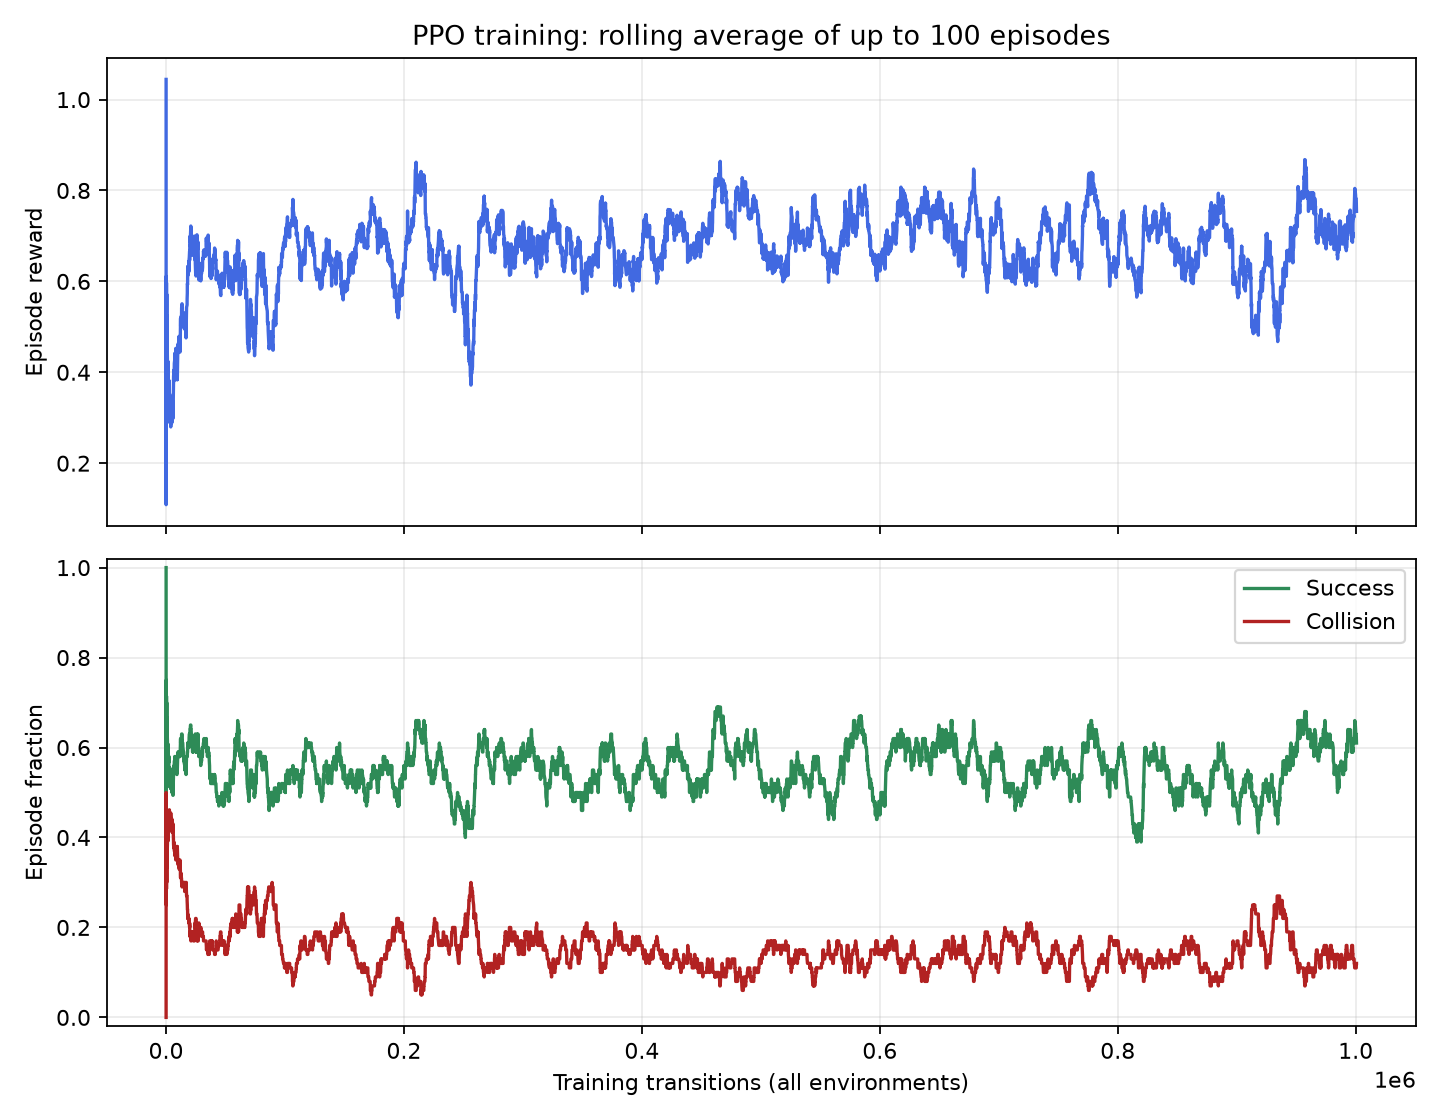 PPO training: rolling average of up to 100 episodes
1.0
0.8
0.6
0.4
0.2
Episode reward
1.0
0.8
0.6
0.4
0.2
0.0
Episode fraction
Success
Collision
0.0 0.2 0.4 0.6 0.8 1.0
1e6
Training transitions (all environments)